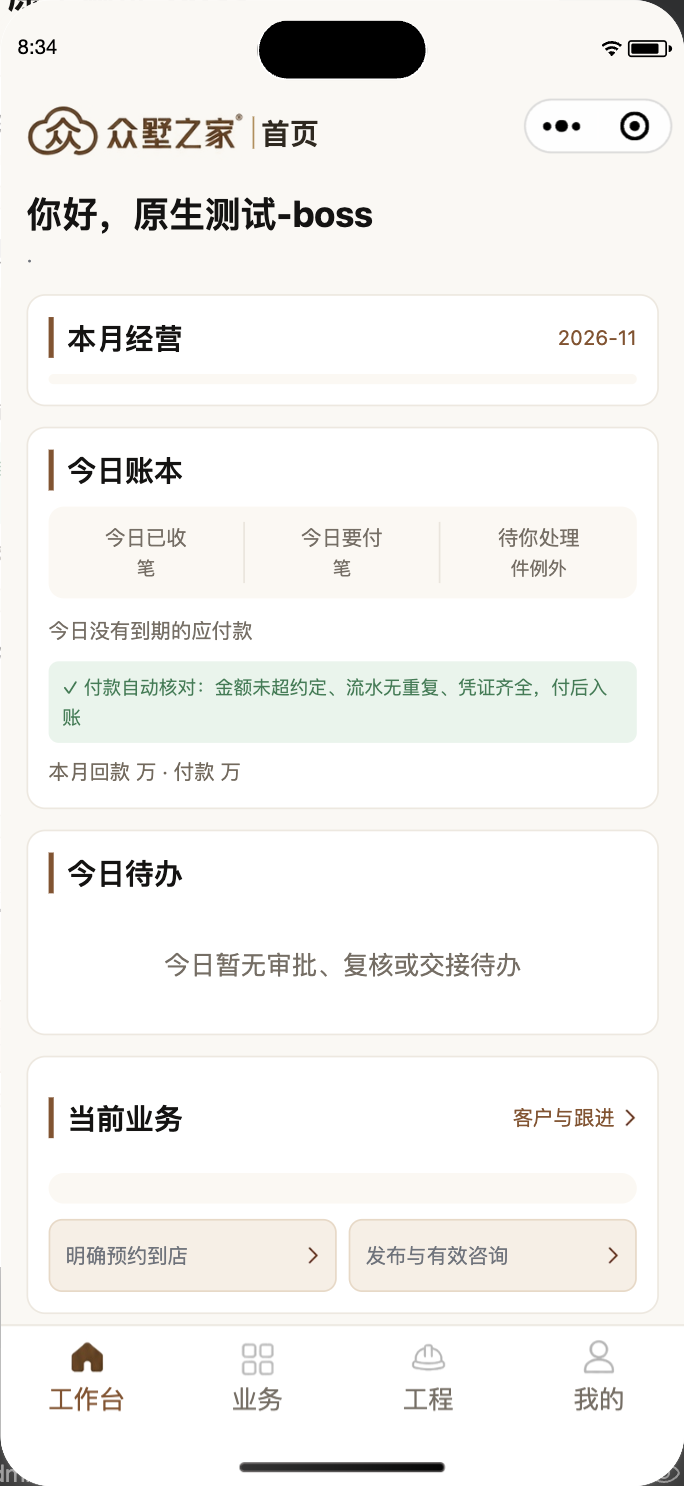 8:34
众墅之家® 首页
你好，原生测试-boss
.
本月经营
2026-11
今日账本
今日已收
笔
今日要付
笔
待你处理
件例外
今日没有到期的应付款
✓ 付款自动核对：金额未超约定、流水无重复、凭证齐全，付后入
账
本月回款 万 · 付款 万
今日待办
今日暂无审批、复核或交接待办
当前业务
客户与跟进
明确预约到店
发布与有效咨询
工作台
业务
工程
我的